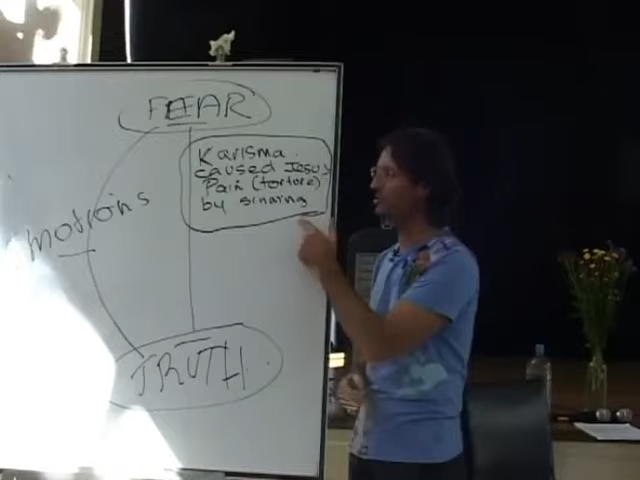 FEAR
Karisma
caused Jesus
Pain (torture)
by sinning
motions
TRUTH